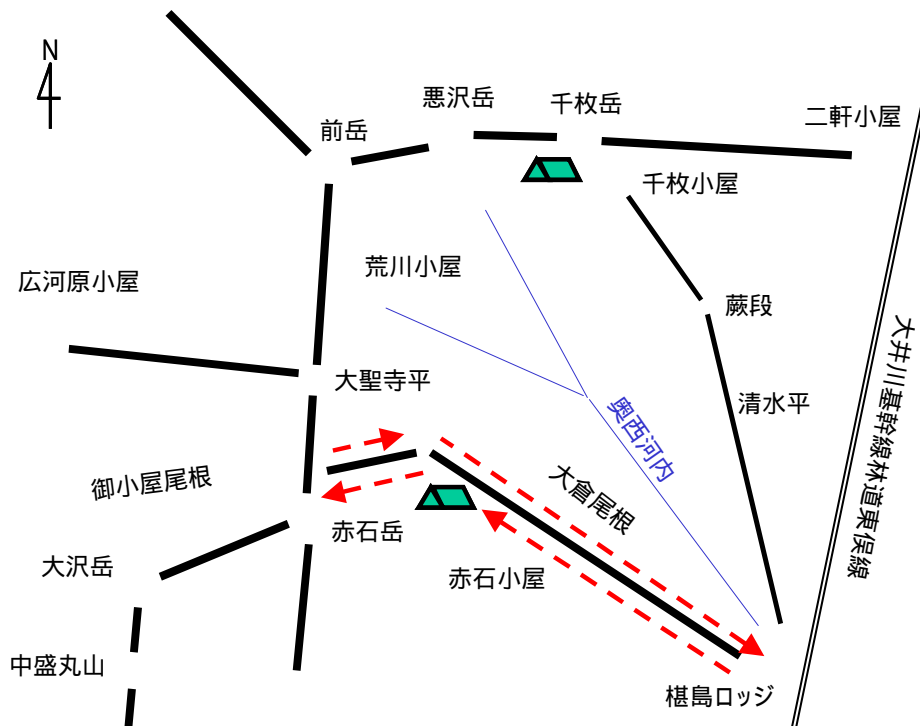 N
悪沢岳
千枚岳
二軒小屋
前岳
千枚小屋
荒川小屋
広河原小屋
蕨段
大聖寺平
清水平
大井川基幹線林道東俣線
奥西河内
大倉尾根
御小屋尾根
赤石岳
大沢岳
赤石小屋
中盛丸山
椹島ロッジ